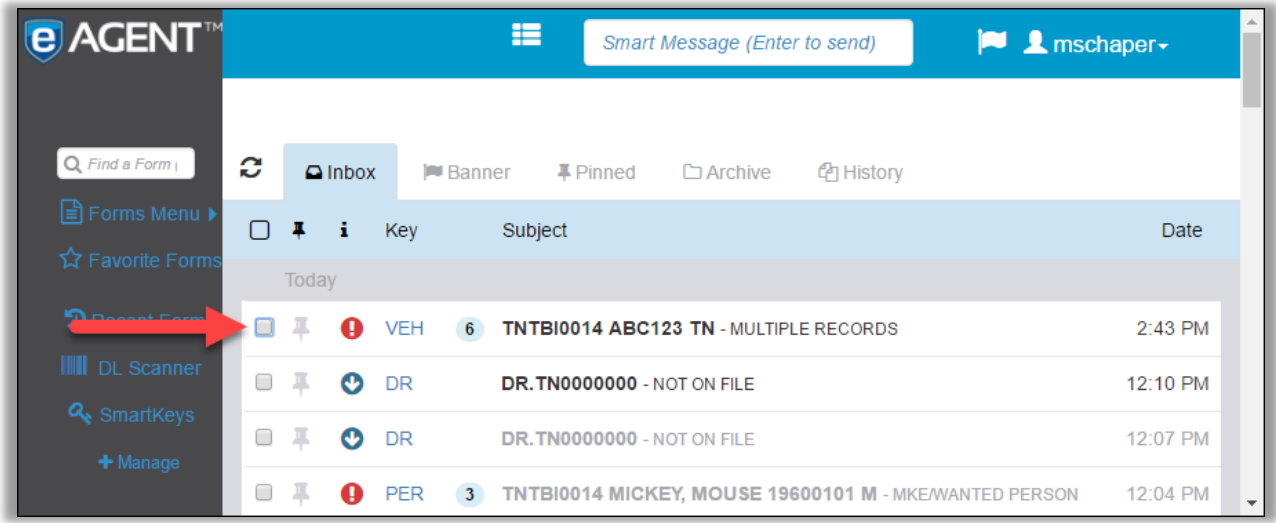 e AGENT™
Smart Message (Enter to send)
mschaper
Find a Form (
Inbox
Banner
Pinned
Archive
History
Forms Menu
Favorite Forms
Recent Form
DL Scanner
SmartKeys
+ Manage
i Key Subject Date
Today
VEH 6 TNTBI0014 ABC123 TN - MULTIPLE RECORDS 2:43 PM
DR DR.TN0000000 - NOT ON FILE 12:10 PM
DR DR.TN0000000 - NOT ON FILE 12:07 PM
PER 3 TNTBI0014 MICKEY, MOUSE 19600101 M - MKE/WANTED PERSON 12:04 PM